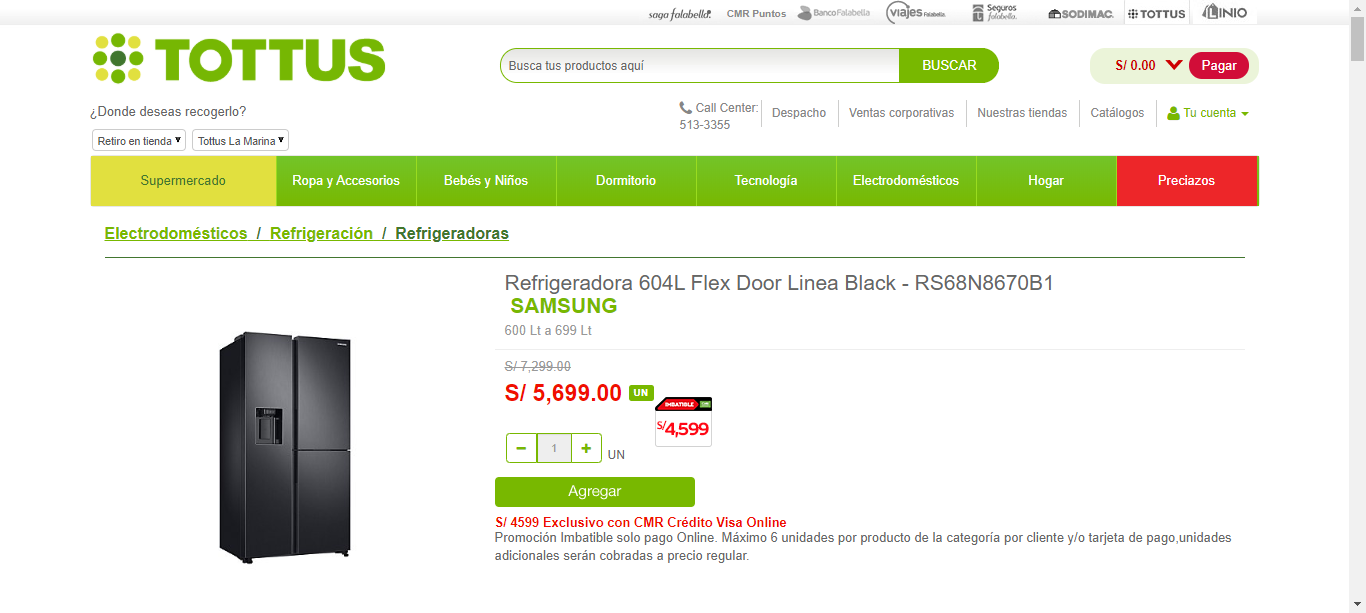 saga falabella. CMR Puntos BancoFalabella viajes Falabella Seguros falabella. SODIMAC. TOTTUS LINIO
TOTTUS
Busca tus productos aquí BUSCAR S/ 0.00 Pagar
¿Donde deseas recogerlo?
Call Center: 513-3355 Despacho Ventas corporativas Nuestras tiendas Catálogos Tu cuenta
Retiro en tienda Tottus La Marina
Supermercado Ropa y Accesorios Bebés y Niños Dormitorio Tecnología Electrodomésticos Hogar Preciazos
Electrodomésticos / Refrigeración / Refrigeradoras
Refrigeradora 604L Flex Door Linea Black - RS68N8670B1
SAMSUNG
600 Lt a 699 Lt
S/ 7,299.00
S/ 5,699.00 UN
IMBATIBLE
S/4,599
− 1 + UN
Agregar
S/ 4599 Exclusivo con CMR Crédito Visa Online
Promoción Imbatible solo pago Online. Máximo 6 unidades por producto de la categoría por cliente y/o tarjeta de pago,unidades
adicionales serán cobradas a precio regular.